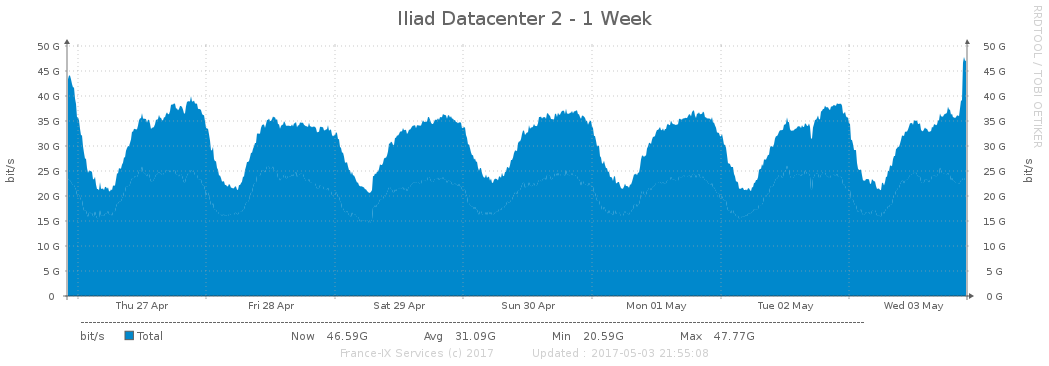 Iliad Datacenter 2 - 1 Week
RRDTOOL / TOBI OETIKER
bit/s
50 G 50 G
45 G 45 G
40 G 40 G
35 G 35 G
30 G 30 G
25 G 25 G
20 G 20 G
15 G 15 G
10 G 10 G
5 G 5 G
0 0 G
bit/s
Thu 27 Apr Fri 28 Apr Sat 29 Apr Sun 30 Apr Mon 01 May Tue 02 May Wed 03 May
bit/s Total Now 46.59G Avg 31.09G Min 20.59G Max 47.77G
France-IX Services (c) 2017 Updated : 2017-05-03 21:55:08